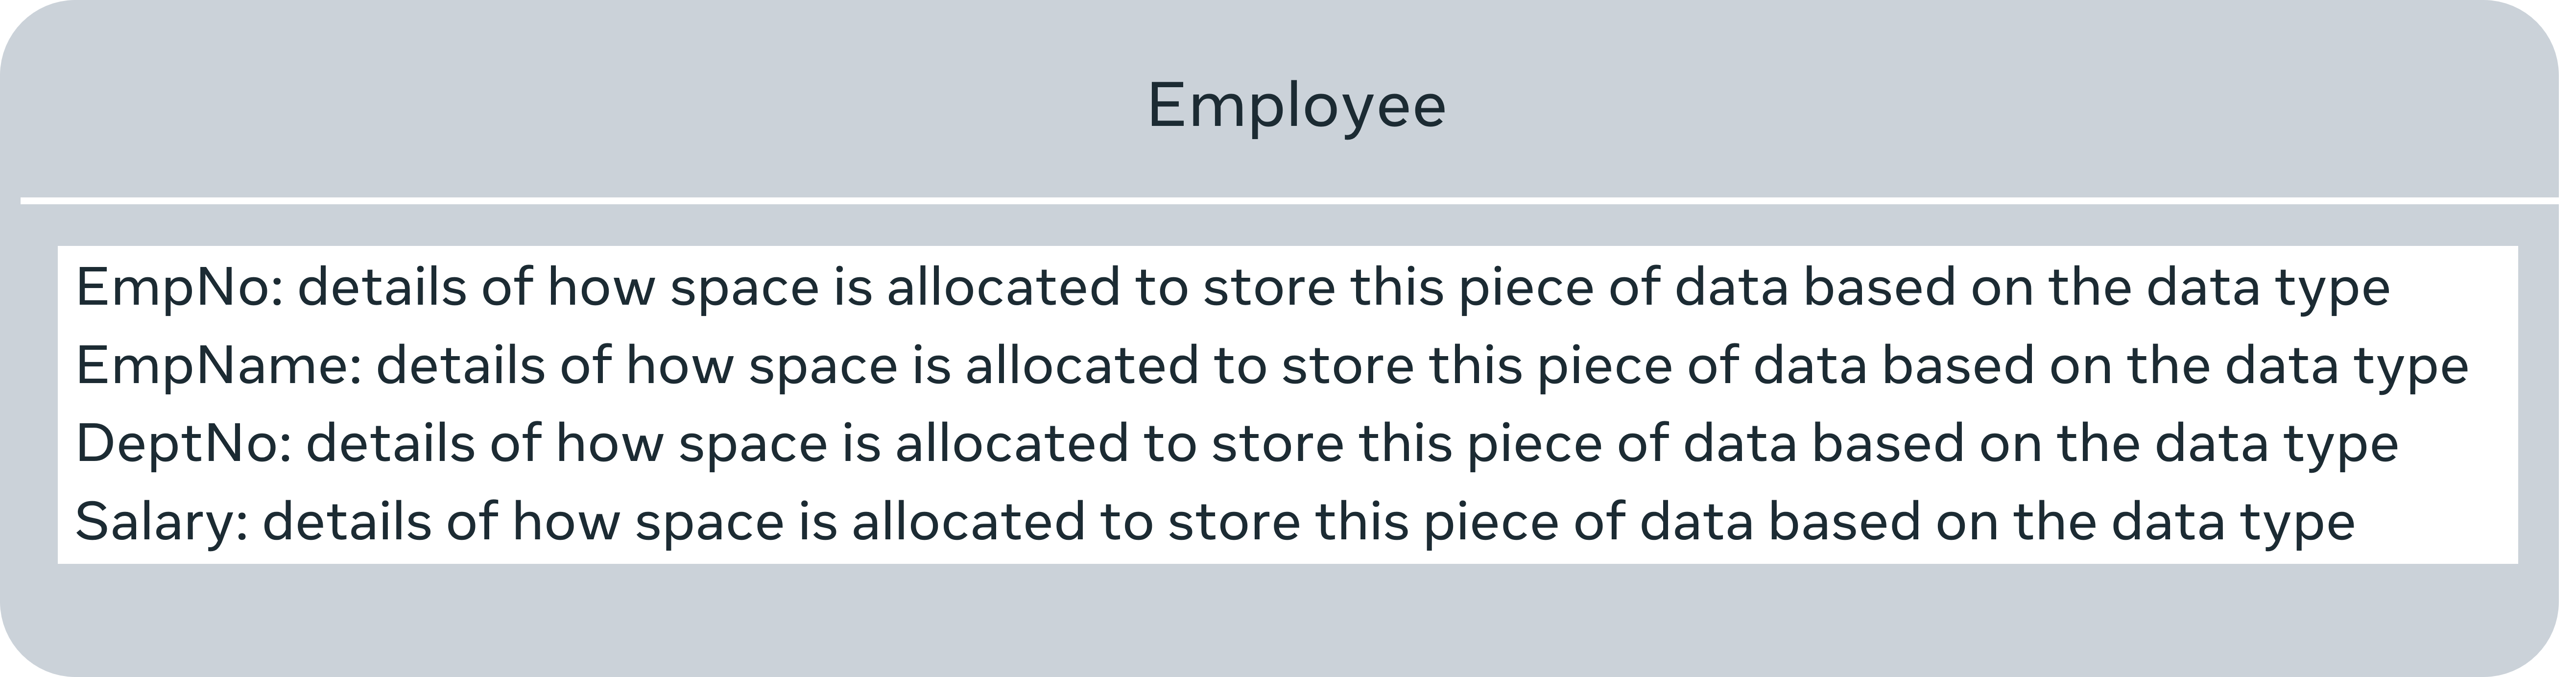 Employee
EmpNo: details of how space is allocated to store this piece of data based on the data type
EmpName: details of how space is allocated to store this piece of data based on the data type
DeptNo: details of how space is allocated to store this piece of data based on the data type
Salary: details of how space is allocated to store this piece of data based on the data type